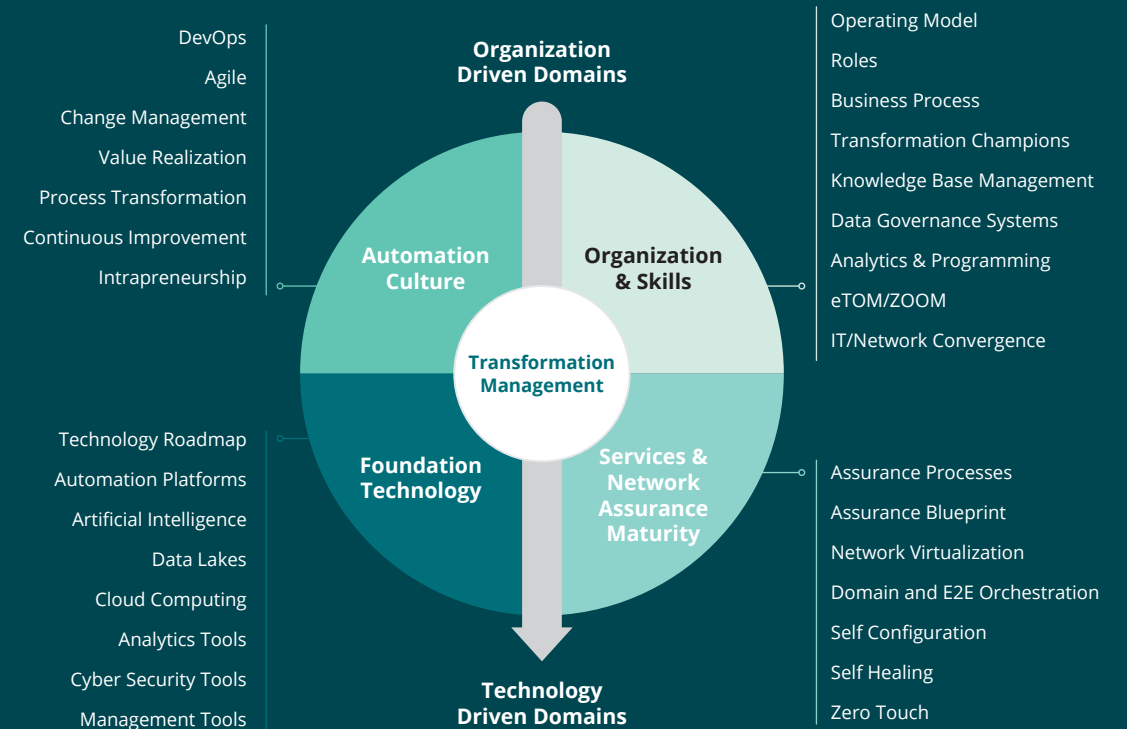 DevOps
Agile
Change Management
Value Realization
Process Transformation
Continuous Improvement
Intrapreneurship
Organization
Driven Domains
Operating Model
Roles
Business Process
Transformation Champions
Knowledge Base Management
Data Governance Systems
Analytics & Programming
eTOM/ZOOM
IT/Network Convergence
Automation
Culture
Organization
& Skills
Transformation
Management
Foundation
Technology
Services &
Network
Assurance
Maturity
Technology Roadmap
Automation Platforms
Artificial Intelligence
Data Lakes
Cloud Computing
Analytics Tools
Cyber Security Tools
Management Tools
Assurance Processes
Assurance Blueprint
Network Virtualization
Domain and E2E Orchestration
Self Configuration
Self Healing
Zero Touch
Technology
Driven Domains